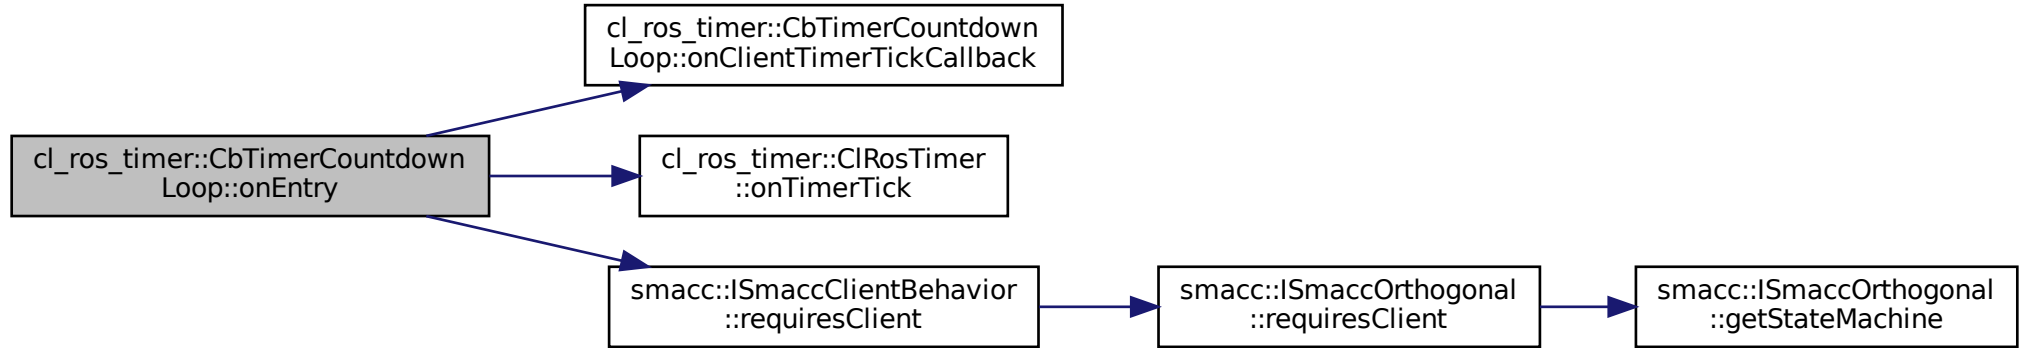 cl_ros_timer::CbTimerCountdown
Loop::onClientTimerTickCallback
cl_ros_timer::CbTimerCountdown
Loop::onEntry
cl_ros_timer::ClRosTimer
::onTimerTick
smacc::ISmaccClientBehavior
::requiresClient
smacc::ISmaccOrthogonal
::requiresClient
smacc::ISmaccOrthogonal
::getStateMachine